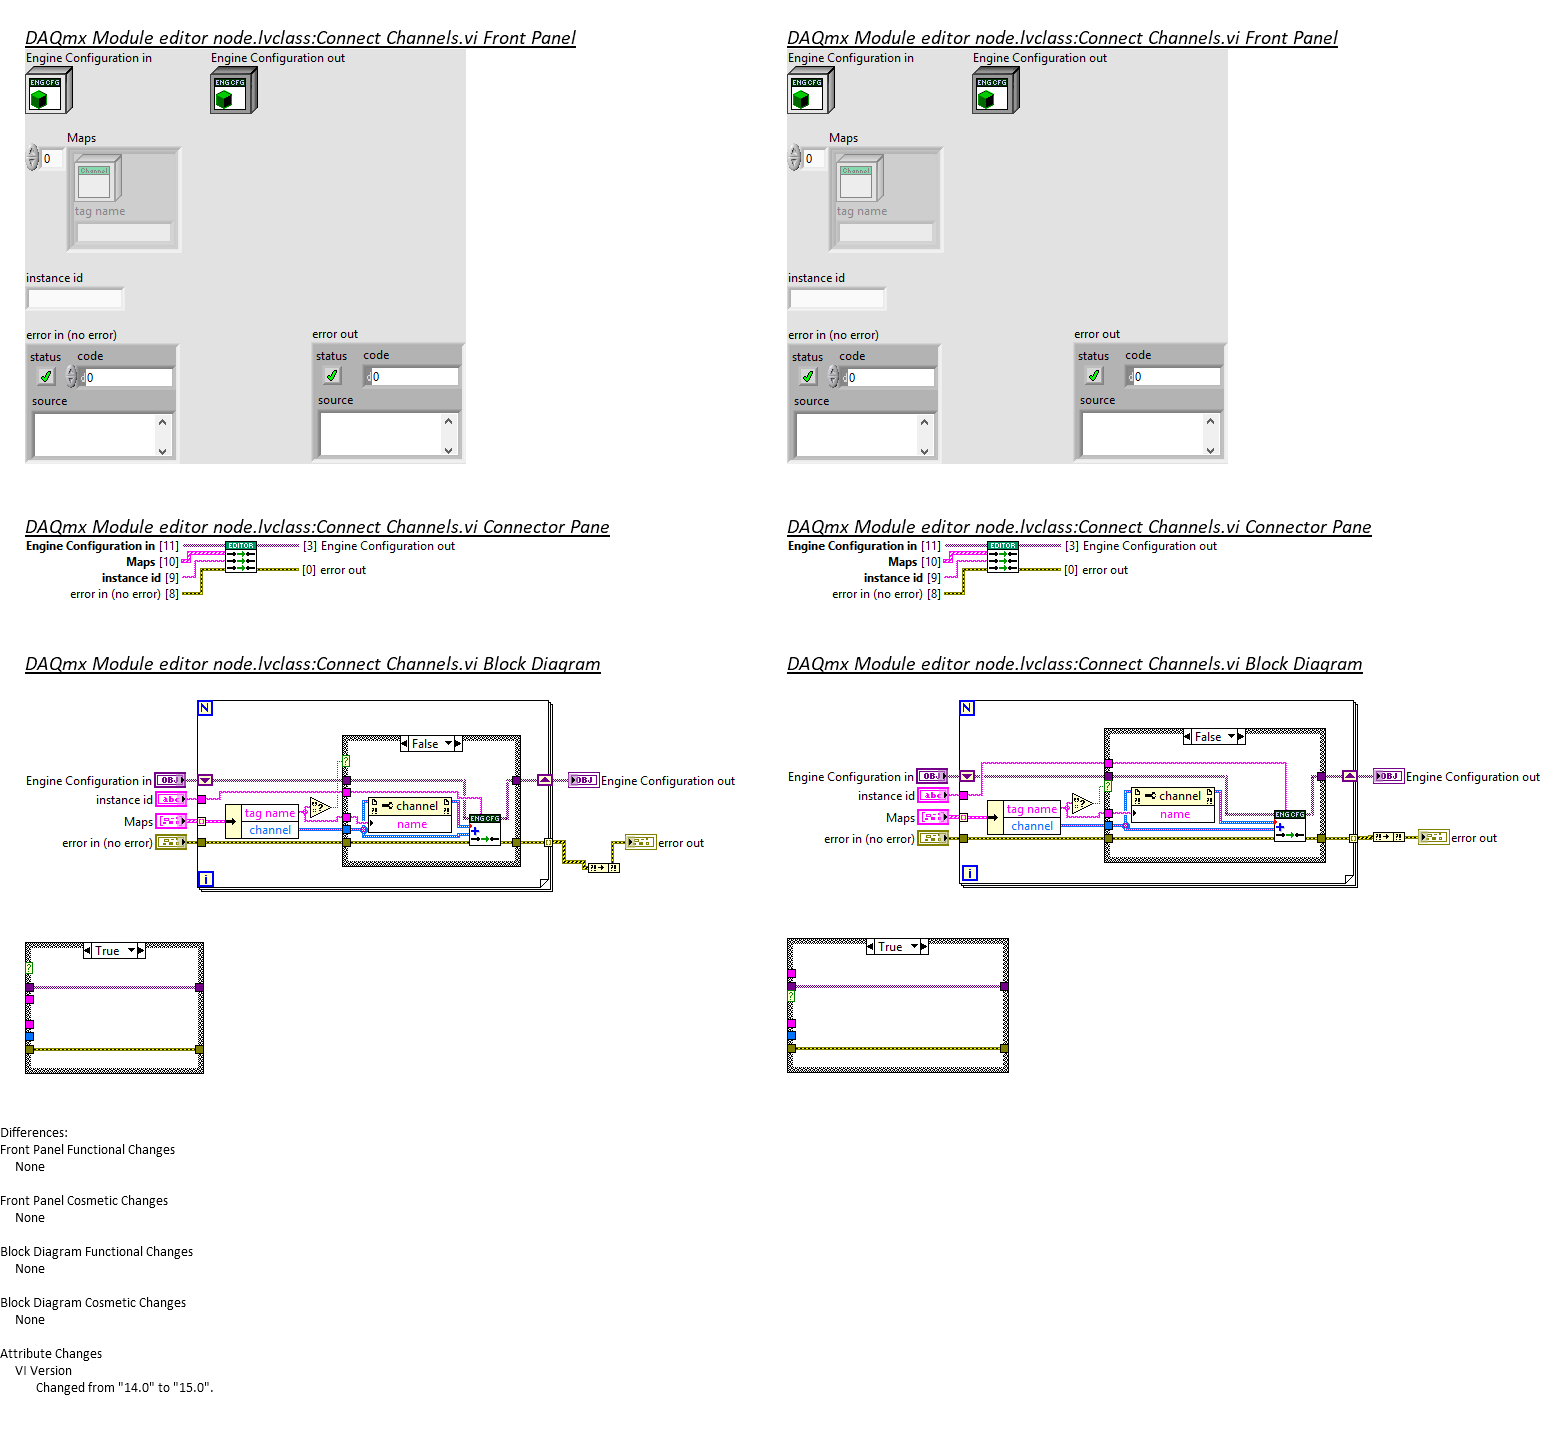 DAQmx Module editor node.lvclass:Connect Channels.vi Front Panel
Engine Configuration in
Engine Configuration out
ENG CFG
ENG CFG
Maps
0
Channel
tag name
instance id
error in (no error)
error out
status
code
status
code
0
0
source
source
DAQmx Module editor node.lvclass:Connect Channels.vi Front Panel
Engine Configuration in
Engine Configuration out
ENG CFG
ENG CFG
Maps
0
Channel
tag name
instance id
error in (no error)
error out
status
code
status
code
0
0
source
source
DAQmx Module editor node.lvclass:Connect Channels.vi Connector Pane
Engine Configuration in [11]
EDITOR
[3] Engine Configuration out
Maps [10]
[0] error out
instance id [9]
error in (no error) [8]
DAQmx Module editor node.lvclass:Connect Channels.vi Connector Pane
Engine Configuration in [11]
EDITOR
[3] Engine Configuration out
Maps [10]
[0] error out
instance id [9]
error in (no error) [8]
DAQmx Module editor node.lvclass:Connect Channels.vi Block Diagram
N
False
?
Engine Configuration in
OBJ
OBJ
Engine Configuration out
instance id
abc
?
channel
Maps
tag name
name
channel
ENG CFG
error in (no error)
error out
i
True
?
DAQmx Module editor node.lvclass:Connect Channels.vi Block Diagram
N
False
Engine Configuration in
OBJ
OBJ
Engine Configuration out
?
instance id
abc
?
channel
Maps
tag name
name
channel
ENG CFG
error in (no error)
error out
i
True
?
Differences:
Front Panel Functional Changes
None
Front Panel Cosmetic Changes
None
Block Diagram Functional Changes
None
Block Diagram Cosmetic Changes
None
Attribute Changes
VI Version
Changed from "14.0" to "15.0".